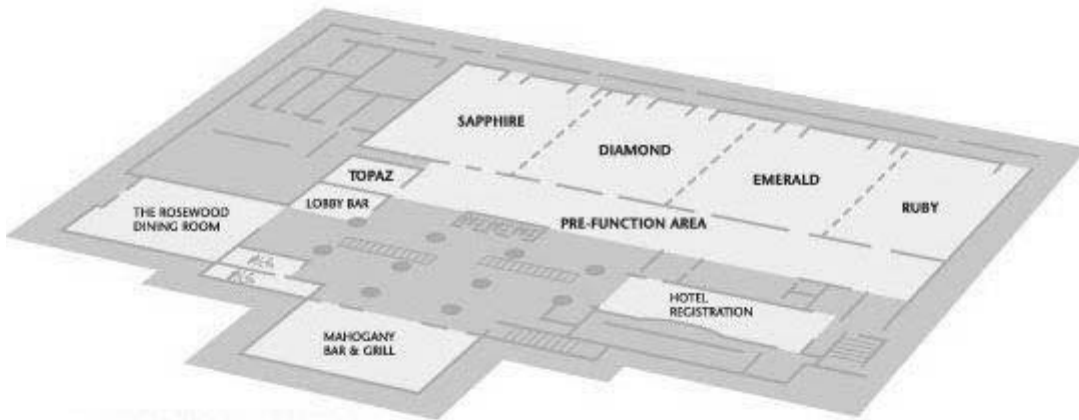 SAPPHIRE
DIAMOND
EMERALD
RUBY
TOPAZ
LOBBY BAR
THE ROSEWOOD
DINING ROOM
PRE-FUNCTION AREA
HOTEL
REGISTRATION
MAHOGANY
BAR & GRILL